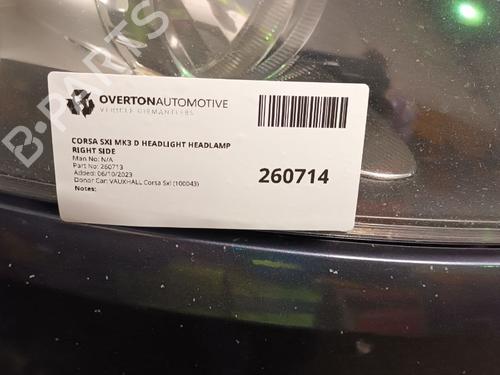 OVERTONAUTOMOTIVE
VEHICLE DISMANTLERS
CORSA SXI MK3 D HEADLIGHT HEADLAMP
RIGHT SIDE
Man No: N/A
Part No: 260713
Added: 06/10/2023
Donor Car: VAUXHALL Corsa Sxi (100043)
Notes:
260714
B-PARTS